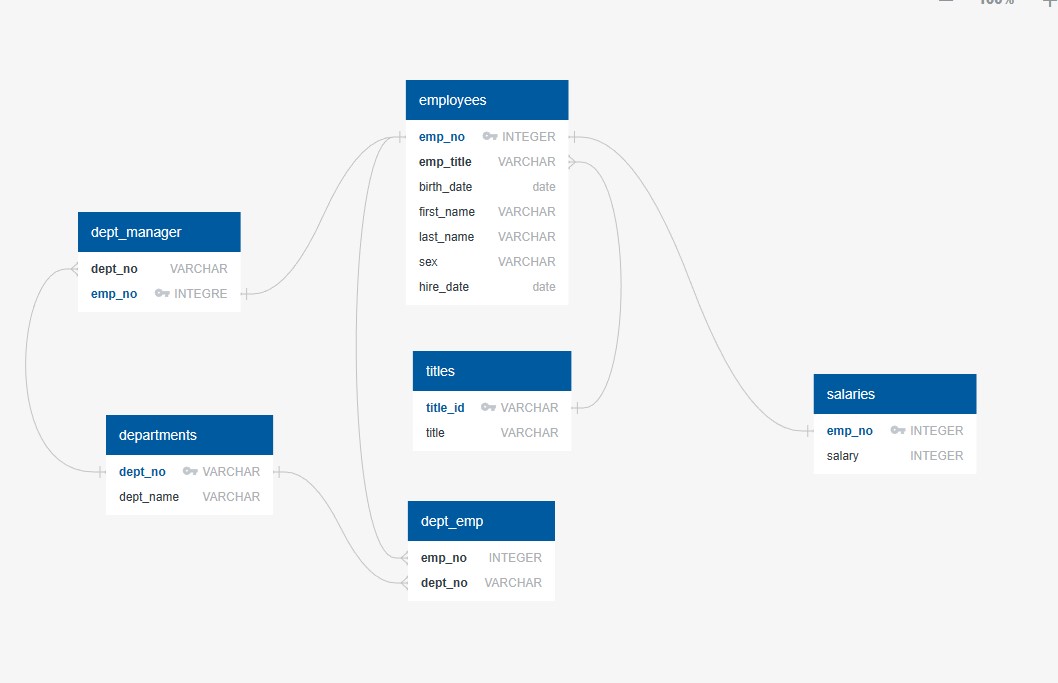 100%
employees
emp_no INTEGER
emp_title VARCHAR
birth_date date
first_name VARCHAR
last_name VARCHAR
sex VARCHAR
hire_date date
dept_manager
dept_no VARCHAR
emp_no INTEGRE
titles
title_id VARCHAR
title VARCHAR
salaries
emp_no INTEGER
salary INTEGER
departments
dept_no VARCHAR
dept_name VARCHAR
dept_emp
emp_no INTEGER
dept_no VARCHAR